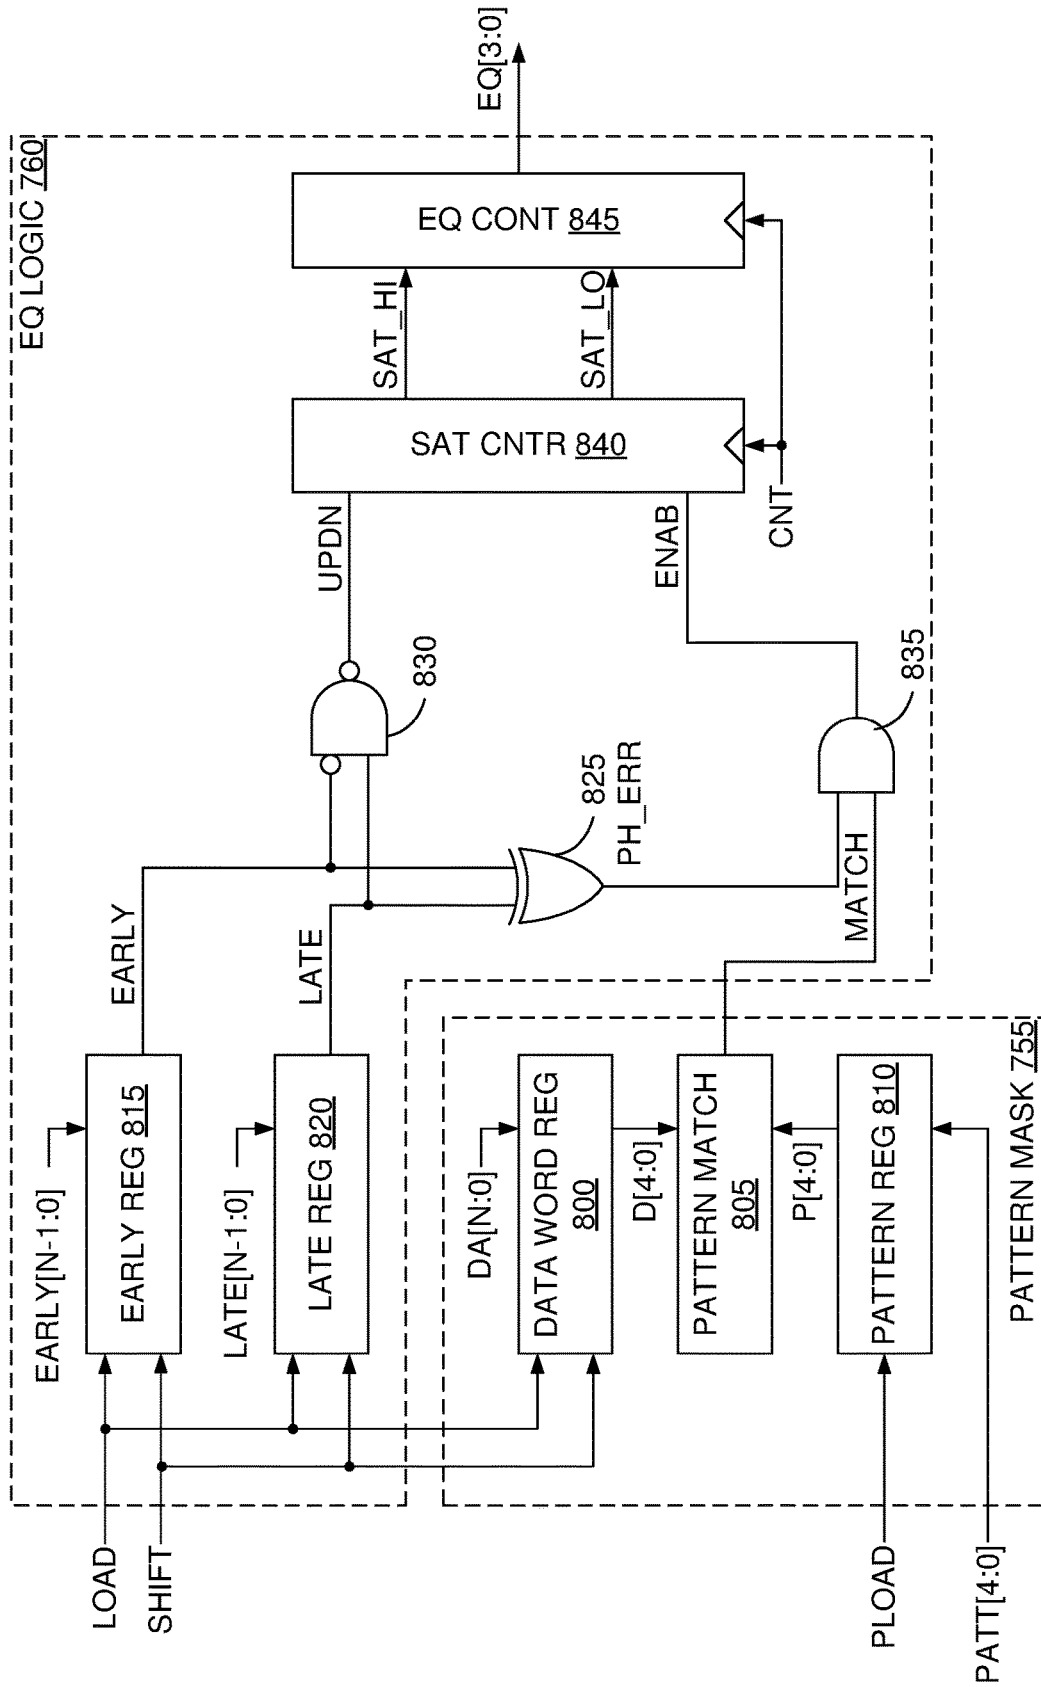 EQ LOGIC 760
LOAD
SHIFT
EARLY[N-1:0]
EARLY REG 815
EARLY
LATE[N-1:0]
LATE REG 820
LATE
830
UPDN
SAT CNTR 840
SAT_HI
SAT_LO
EQ CONT 845
EQ[3:0]
825
PH_ERR
ENAB
CNT
DA[N:0]
DATA WORD REG
800
D[4:0]
PATTERN MATCH
805
MATCH
835
P[4:0]
PATTERN REG 810
PLOAD
PATT[4:0]
PATTERN MASK 755